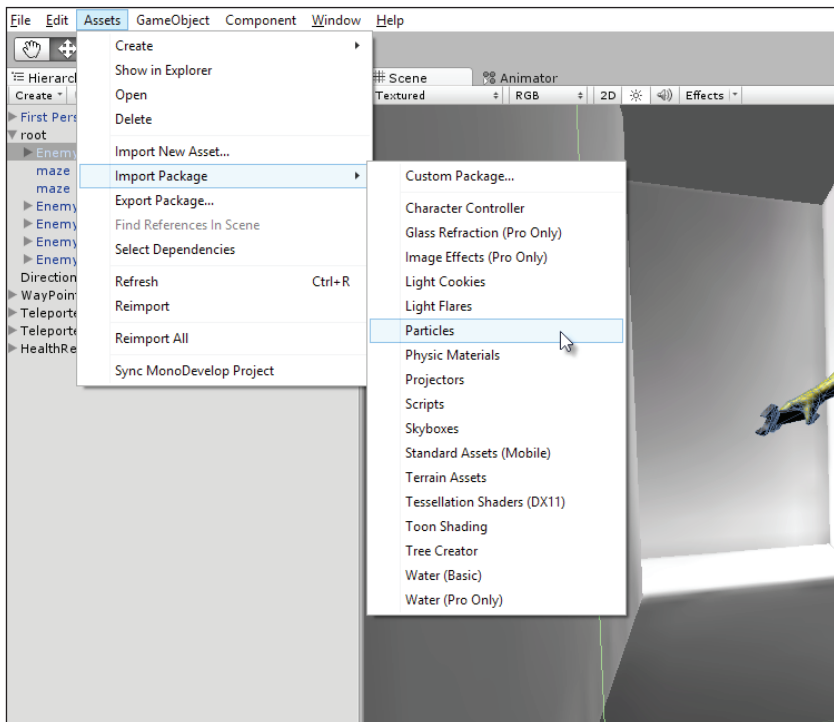 File Edit Assets GameObject Component Window Help
Hierarc
Create
First Pers
root
Enemy
maze
maze
Enemy
Enemy
Enemy
Enemy
Direction
WayPoin
Teleporte
Teleporte
HealthRe
Create
Show in Explorer
Open
Delete
Import New Asset...
Import Package
Export Package...
Find References In Scene
Select Dependencies
Refresh Ctrl+R
Reimport
Reimport All
Sync MonoDevelop Project
Scene Animator
Textured RGB 2D Effects
Custom Package...
Character Controller
Glass Refraction (Pro Only)
Image Effects (Pro Only)
Light Cookies
Light Flares
Particles
Physic Materials
Projectors
Scripts
Skyboxes
Standard Assets (Mobile)
Terrain Assets
Tessellation Shaders (DX11)
Toon Shading
Tree Creator
Water (Basic)
Water (Pro Only)